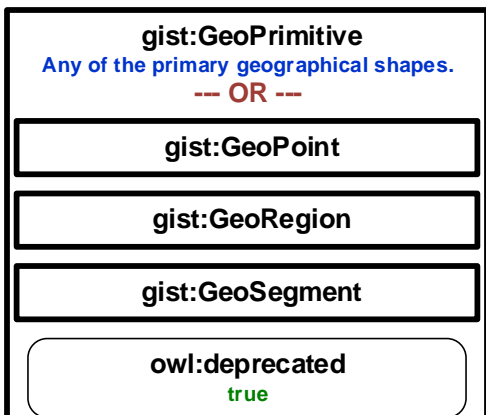 gist:GeoPrimitive
Any of the primary geographical shapes.
--- OR ---
gist:GeoPoint
gist:GeoRegion
gist:GeoSegment
owl:deprecated
true